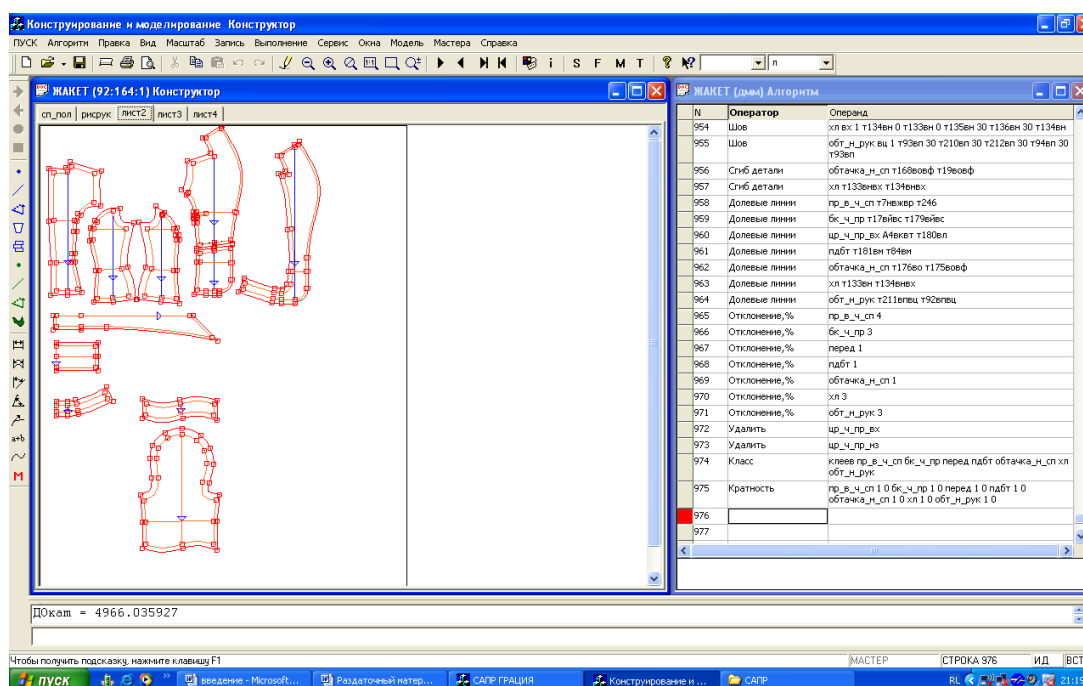 Конструирование и моделирование Конструктор
ПУСК Алгоритм Правка Вид Масштаб Запись Выполнение Сервис Окна Модель Мастера Справка
i S F M T л
ЖАКЕТ (92:164:1) Конструктор
сп_пол рисрук лист2 лист3 лист4
ЖАКЕТ (дмм) Алгоритм
N Оператор Операнд
954 Шов хл вх 1 т134вн 0 т133вн 0 т135вн 30 т136вн 30 т134вн
955 Шов обт_н_рук вц 1 т93вп 30 т210вп 30 т212вп 30 т94вп 30
т93вп
956 Сгиб детали обтачка_н_сп т168вовф т19вовф
957 Сгиб детали хл т133внвх т134внвх
958 Долевые линии пр_в_ч_сп т7нвжвр т246
959 Долевые линии бк_ч_пр т17вйвс т179вйвс
960 Долевые линии цр_ч_пр_вх А4вквт т180вл
961 Долевые линии пдбт т181вм т84вм
962 Долевые линии обтачка_н_сп т176во т175вовф
963 Долевые линии хл т133вн т134внвх
964 Долевые линии обт_н_рук т211впвц т92впвц
965 Отклонение,% пр_в_ч_сп 4
966 Отклонение,% бк_ч_пр 3
967 Отклонение,% перед 1
968 Отклонение,% пдбт 1
969 Отклонение,% обтачка_н_сп 1
970 Отклонение,% хл 3
971 Отклонение,% обт_н_рук 3
972 Удалить цр_ч_пр_вх
973 Удалить цр_ч_пр_нз
974 Класс клеев пр_в_ч_сп бк_ч_пр перед пдбт обтачка_н_сп хл
обт_н_рук
975 Кратность пр_в_ч_сп 1 0 бк_ч_пр 1 0 перед 1 0 пдбт 1 0
обтачка_н_сп 1 0 хл 1 0 обт_н_рук 1 0
976
977
a+b
M
ДОкат = 4966.035927
Чтобы получить подсказку, нажмите клавишу F1
МАСТЕР СТРОКА 976 ИД ВСТ
пуск введение - Microsoft... Раздаточный матер... САПР ГРАЦИЯ Конструирование и ... САПР RL 21:19